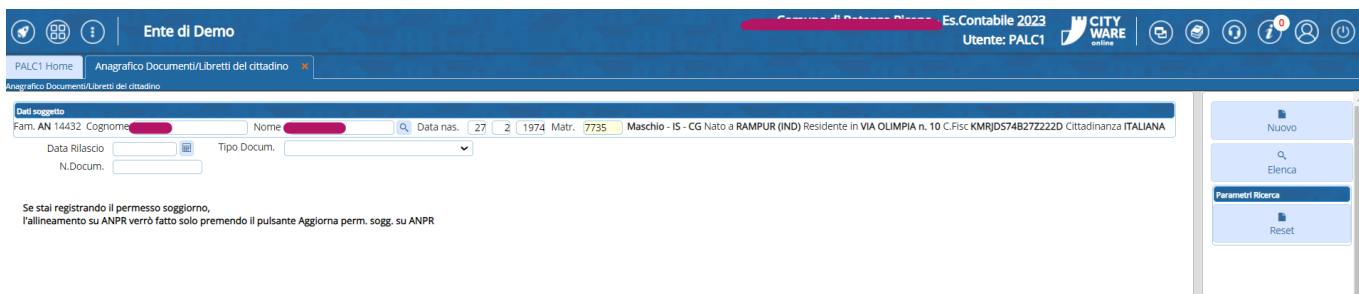 Ente di Demo
Comune di Potenza Picena Es.Contabile 2023
Utente: PALC1
CITY
WARE
online
0
PALC1 Home
Anagrafico Documenti/Libretti del cittadino ×
Anagrafico Documenti/Libretti del cittadino
Dati soggetto
Fam. AN 14432 Cognome Nome Data nas. 27 2 1974 Matr. 7735 Maschio - IS - CG Nato a RAMPUR (IND) Residente in VIA OLIMPIA n. 10 C.Fisc KMRJDS74B27Z222D Cittadinanza ITALIANA
Data Rilascio Tipo Docum.
N.Docum.
Se stai registrando il permesso soggiorno,
l'allineamento su ANPR verrò fatto solo premendo il pulsante Aggiorna perm. sogg. su ANPR
Nuovo
Elenca
Parametri Ricerca
Reset